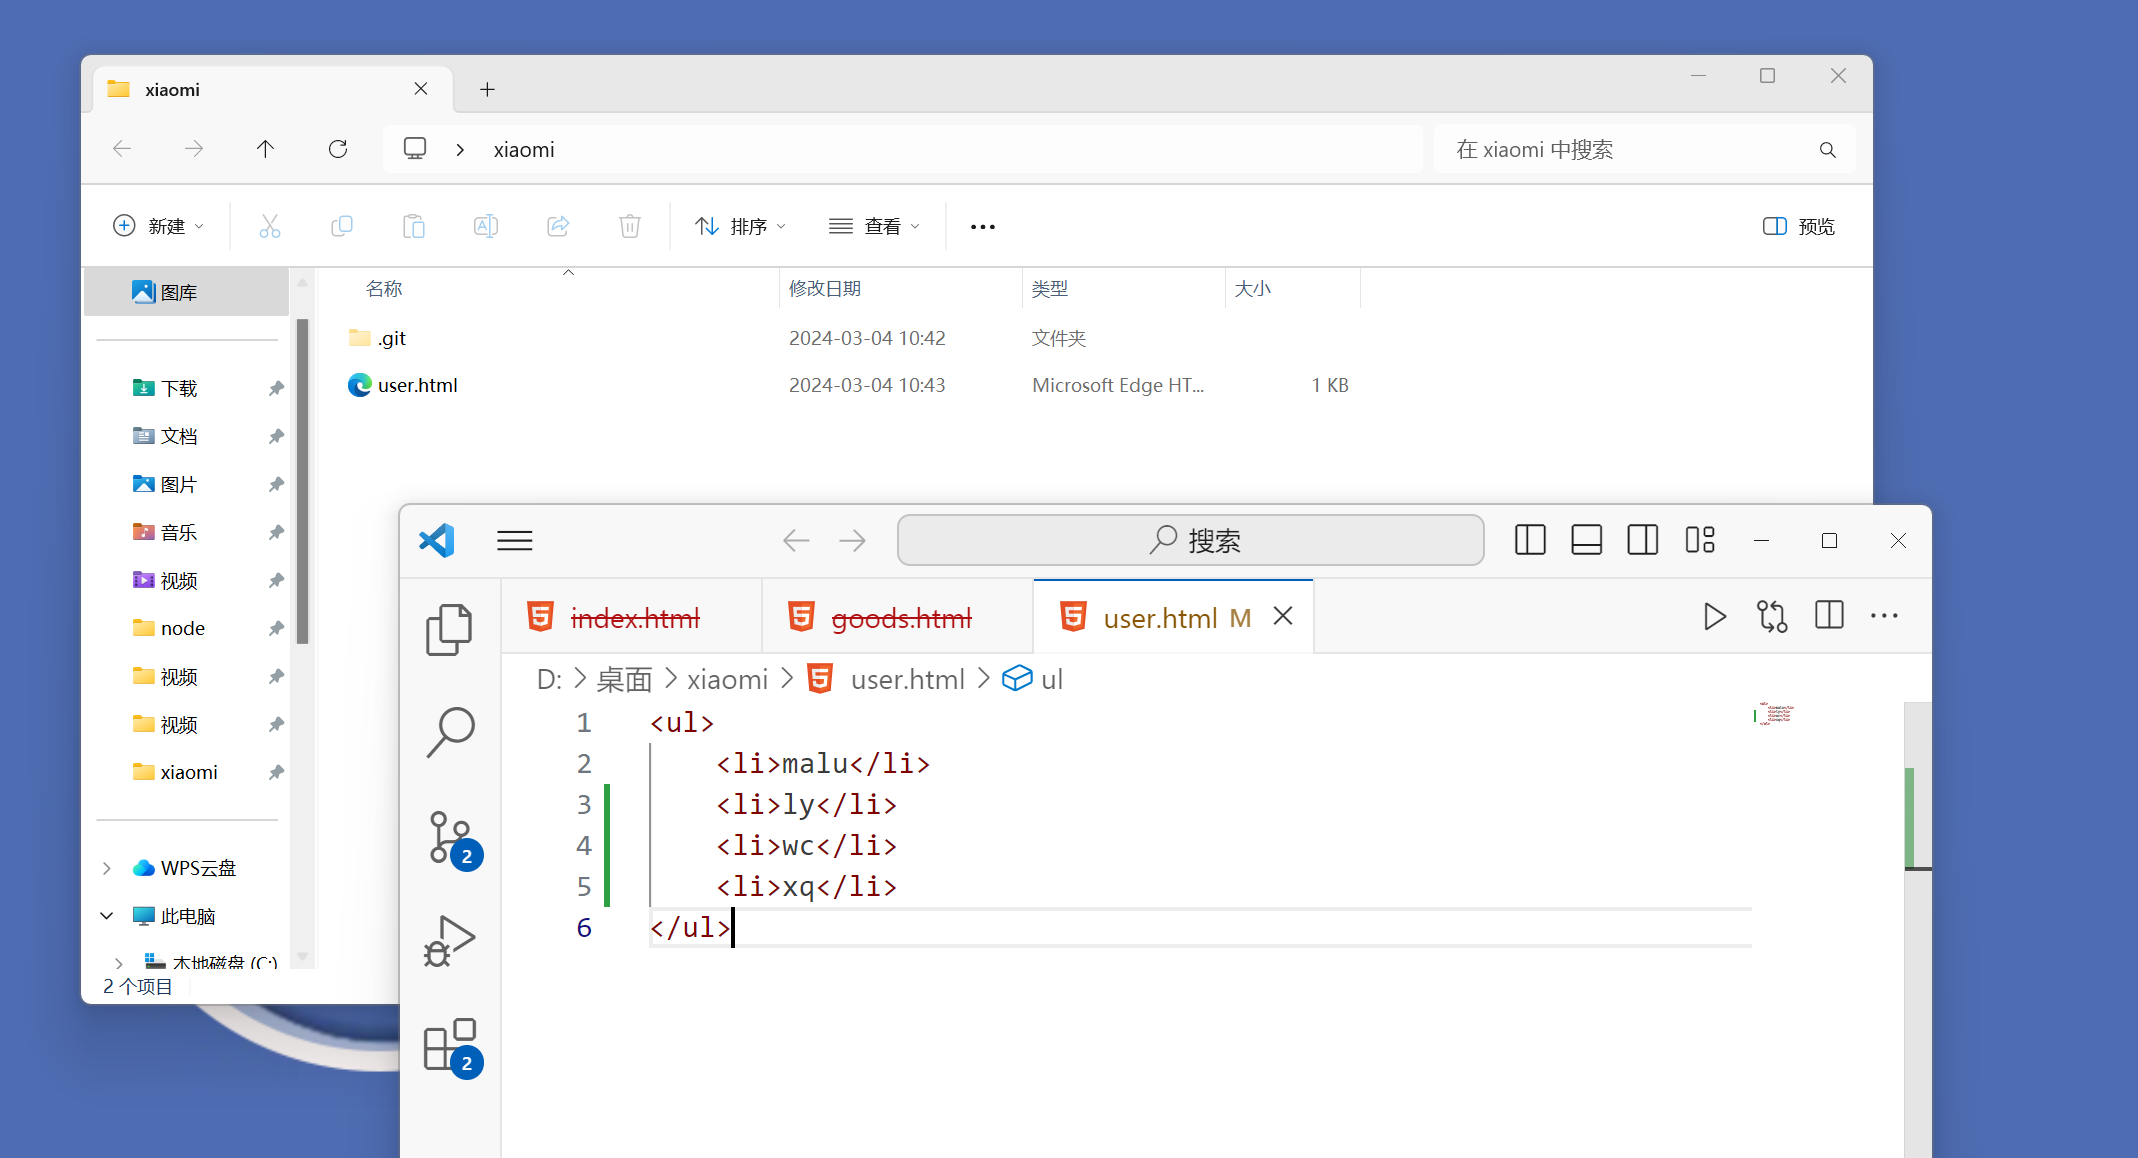 xiaomi
xiaomi
在 xiaomi 中搜索
新建
排序
查看
预览
名称
修改日期
类型
大小
.git
2024-03-04 10:42
文件夹
user.html
2024-03-04 10:43
Microsoft Edge HT...
1 KB
图库
下载
文档
图片
音乐
视频
node
视频
视频
xiaomi
WPS云盘
此电脑
本地磁盘 (C:)
2 个项目
搜索
index.html
goods.html
user.html M
D: > 桌面 > xiaomi > user.html > ul
1 <ul>
2 <li>malu</li>
3 <li>ly</li>
4 <li>wc</li>
5 <li>xq</li>
6 </ul>
2
2